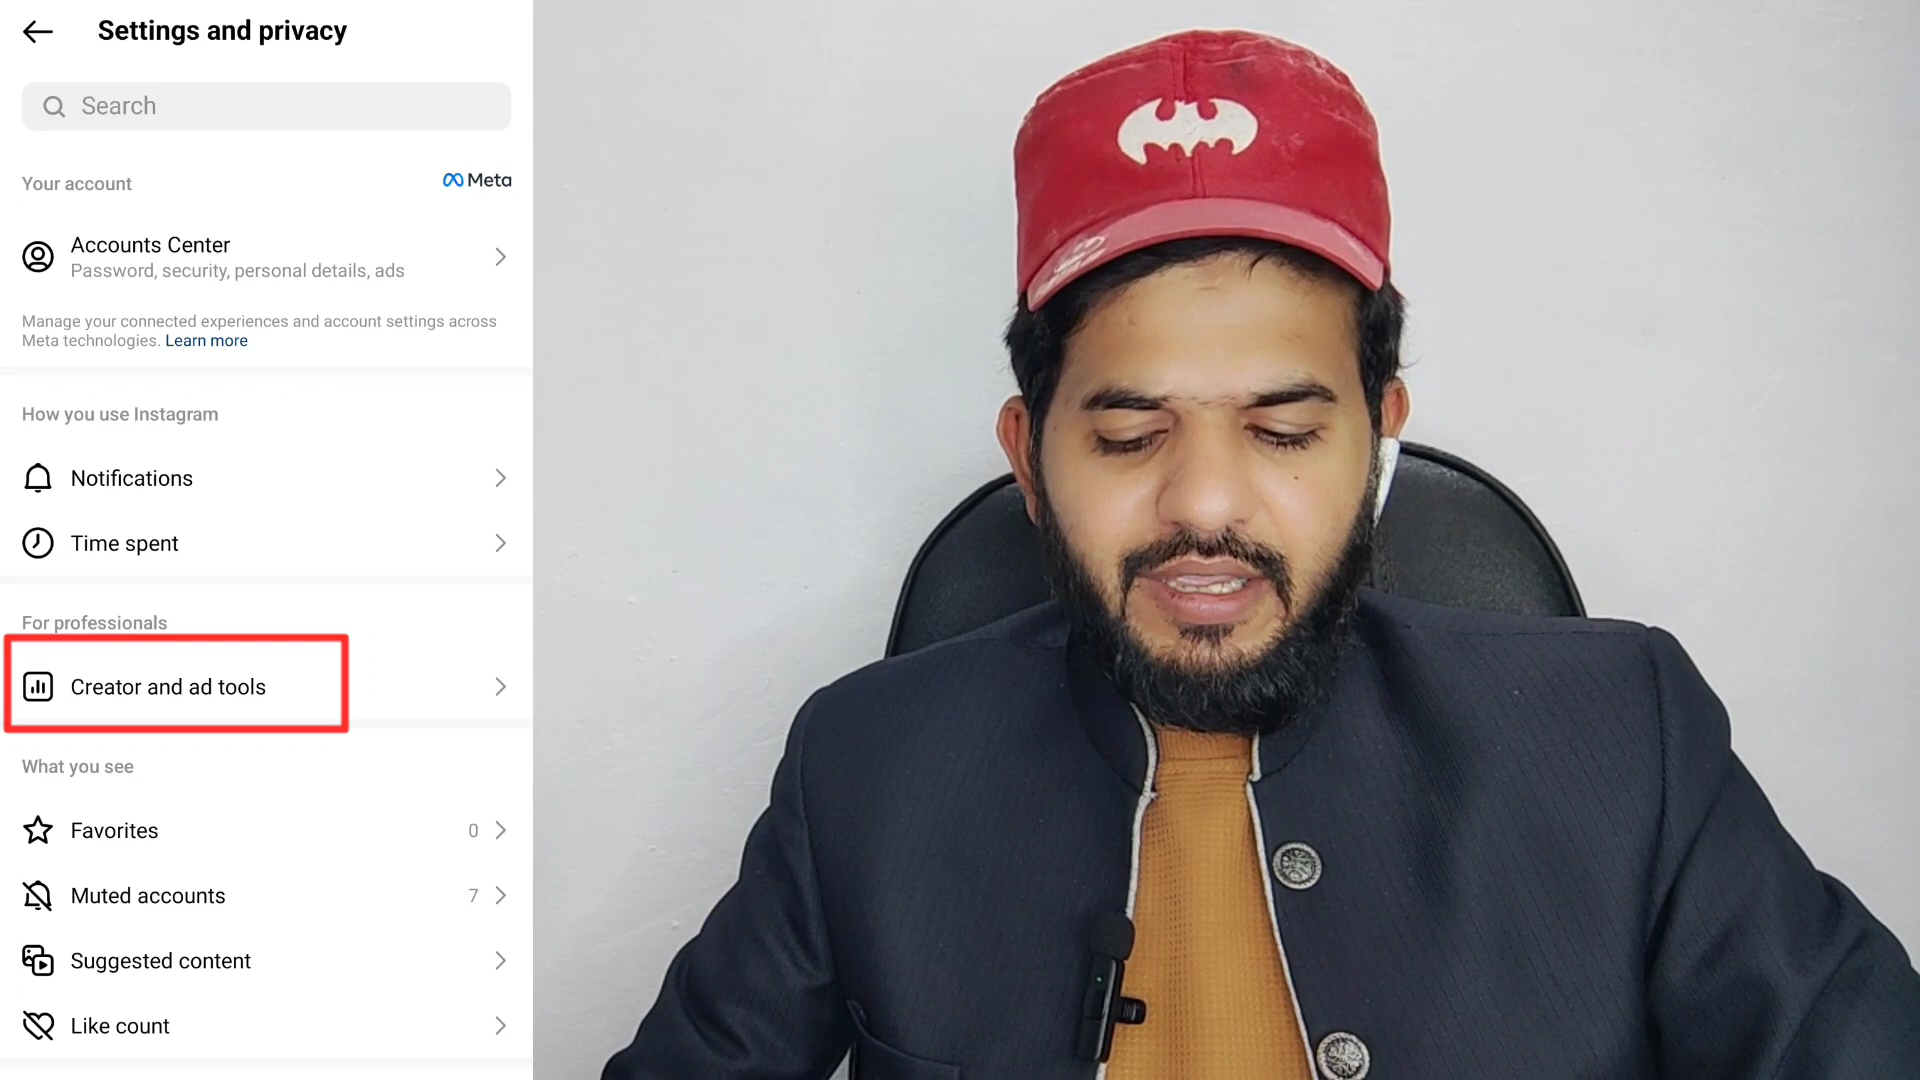 Settings and privacy
Search
Your account
Meta
Accounts Center
Password, security, personal details, ads
Manage your connected experiences and account settings across
Meta technologies. Learn more
How you use Instagram
Notifications
Time spent
For professionals
Creator and ad tools
What you see
Favorites 0
Muted accounts 7
Suggested content
Like count